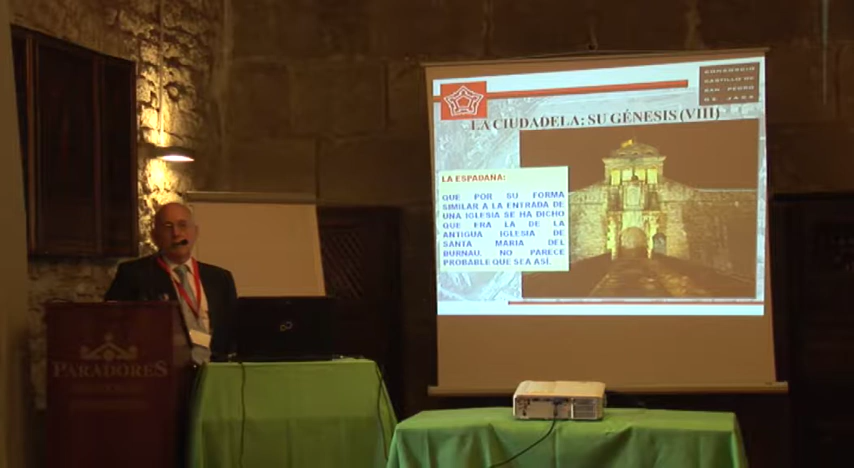 CONSORCIO
CASTILLO DE
SAN PEDRO
DE JACA
LA CIUDADELA: SU GÉNESIS (VIII)
LA ESPADAÑA:
QUE POR SU FORMA
SIMILAR A LA ENTRADA DE
UNA IGLESIA SE HA DICHO
QUE ERA LA DE LA
ANTIGUA IGLESIA DE
SANTA MARIA DEL
BURNAU. NO PARECE
PROBABLE QUE SEA ASÍ.
PARADORES